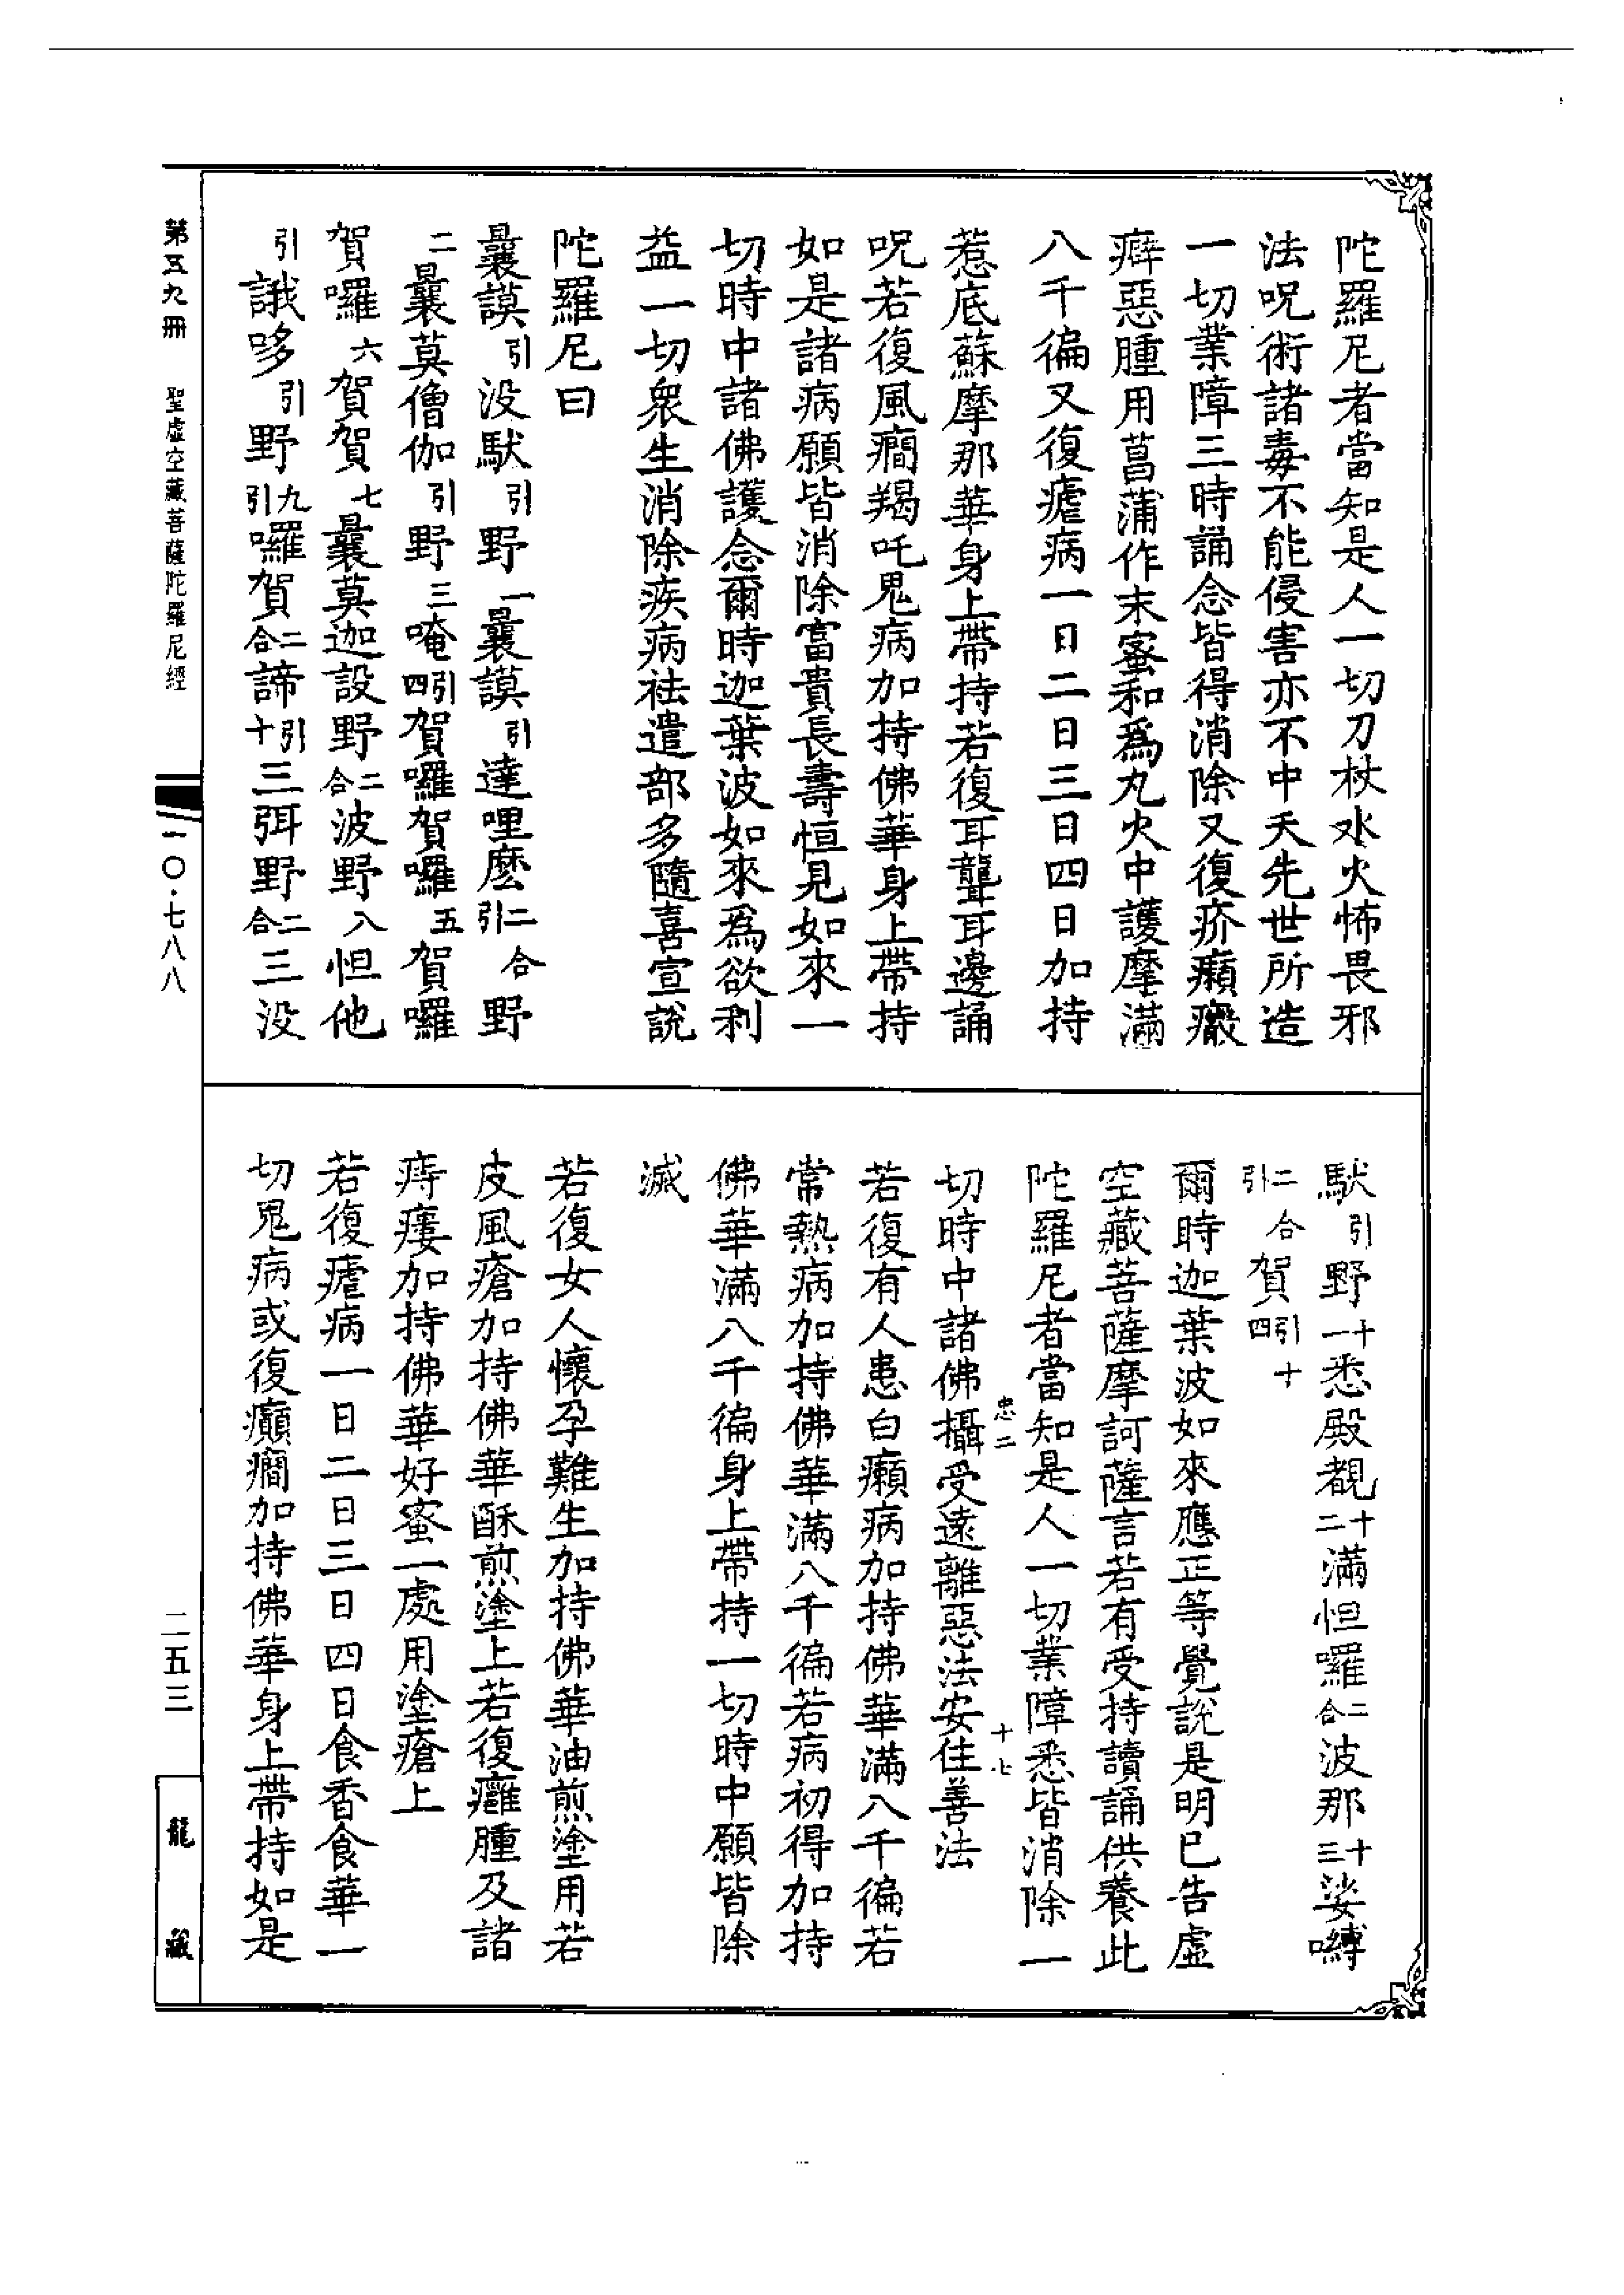 陀羅尼者當知是人一切刀杖水火怖畏邪
法呪術諸毒不能侵害亦不中夭先世所造
一切業障三時誦念皆得消除又復疥癩癥
癖惡腫用菖蒲作末蜜和為丸火中護摩滿
八千徧又復瘧病一日二日三日四日加持
惹底蘇摩那華身上帶持若復耳聾耳邊誦
呪若復風癇羯吒鬼病加持佛華身上帶持
如是諸病願皆消除富貴長壽恒見如來一
切時中諸佛護念爾時迦葉波如來為欲利
益一切衆生消除疾病祛遣部多隨喜宣說
陀羅尼曰
曩謨引没馱引野一曩謨引達哩麽二合引野
二曩莫僧伽引野三唵引四賀囉賀囉五賀囉
賀囉六賀賀七曩莫迦設野二合波野八怛他
引誐哆引野九引囉賀二合諦引十三弭野二合三没
馱引野十一悉殿覩十二滿怛囉二合波那十三娑嚩
二合引賀引十四
爾時迦葉波如來應正等覺說是明已告虛
空藏菩薩摩訶薩言若有受持讀誦供養此
陀羅尼者當知是人一切業障悉皆消除一
忠二 十七
切時中諸佛攝受遠離惡法安住善法
若復有人患白癩病加持佛華滿八千徧若
常熱病加持佛華滿八千徧若病初得加持
佛華滿八千徧身上帶持一切時中願皆除
滅
若復女人懷孕難生加持佛華油煎塗用若
皮風瘡加持佛華酥煎塗上若復癰腫及諸
痔瘻加持佛華好蜜一處用塗瘡上
若復瘧病一日二日三日四日食香食華一
切鬼病或復癲癇加持佛華身上帶持如是
第五九冊 聖虛空藏菩薩陀羅尼經
一〇·七八八
二五三
龍藏